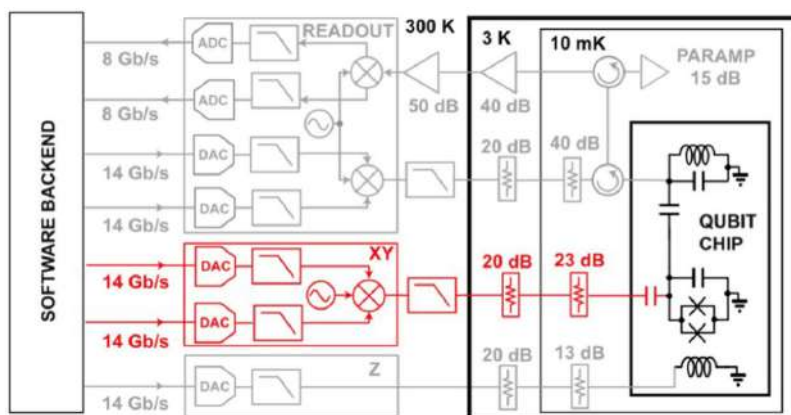 SOFTWARE BACKEND
READOUT
300 K
3 K
10 mK
ADC
8 Gb/s
50 dB
40 dB
PARAMP
15 dB
ADC
8 Gb/s
DAC
14 Gb/s
20 dB
40 dB
DAC
14 Gb/s
QUBIT
CHIP
XY
DAC
14 Gb/s
20 dB
23 dB
DAC
14 Gb/s
Z
20 dB
13 dB
DAC
14 Gb/s